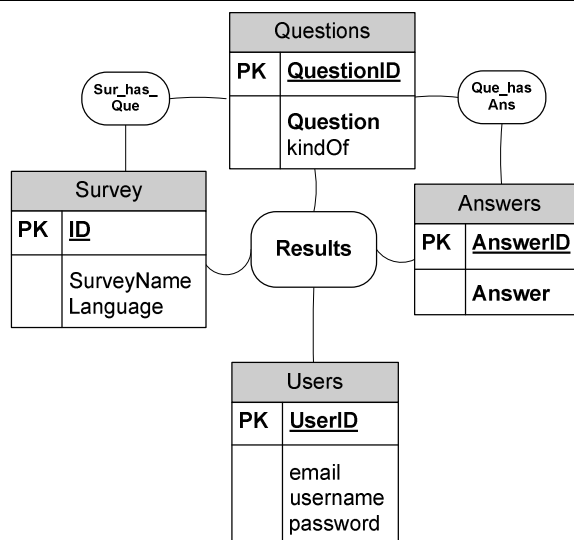 Questions
PK QuestionID
Question
kindOf
Sur_has_
Que
Que_has
Ans
Survey
PK ID
SurveyName
Language
Results
Answers
PK AnswerID
Answer
Users
PK UserID
email
username
password